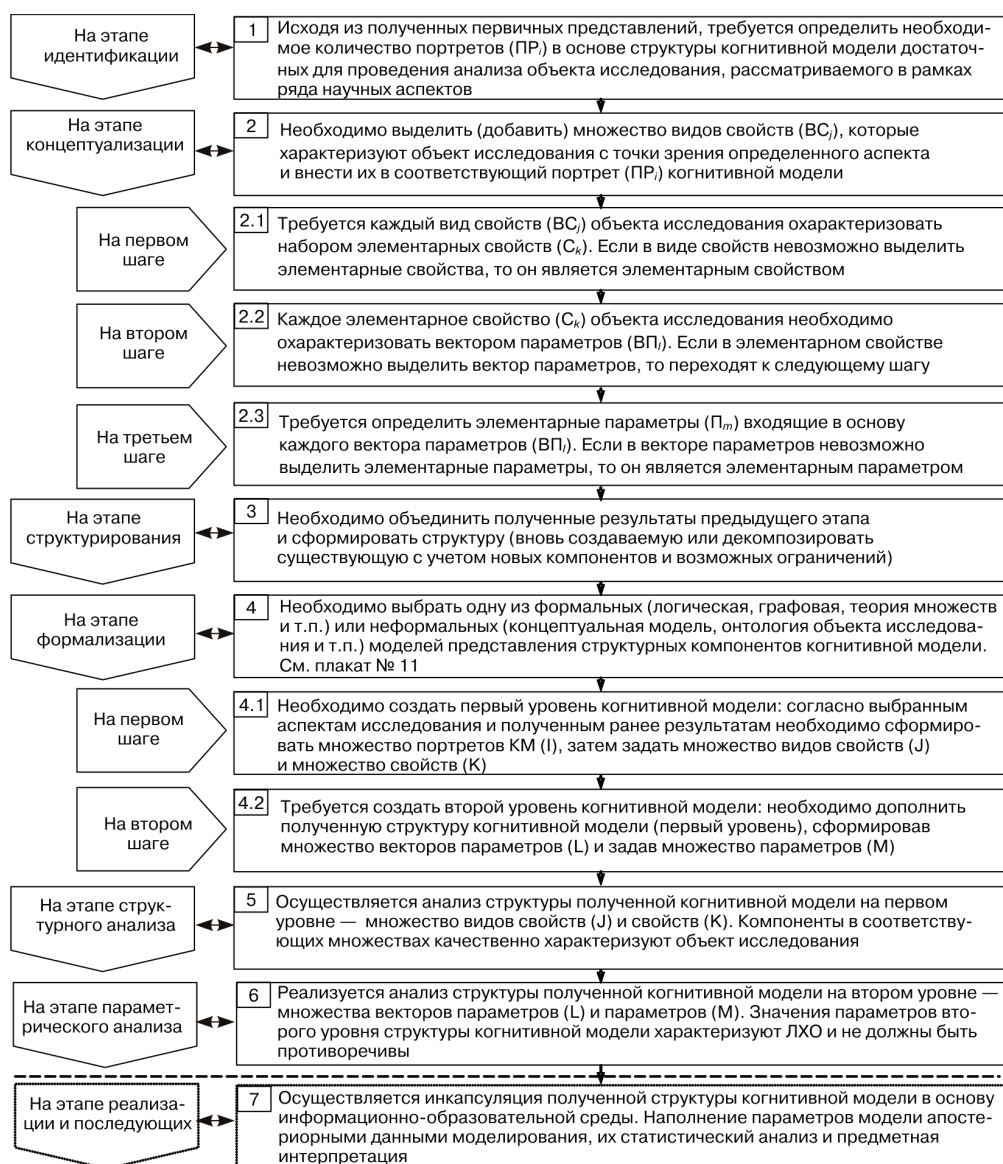 На этапе
идентификации
1 Исходя из полученных первичных представлений, требуется определить необходи-
мое количество портретов (ПРi) в основе структуры когнитивной модели достаточ-
ных для проведения анализа объекта исследования, рассматриваемого в рамках
ряда научных аспектов
На этапе
концептуализации
2 Необходимо выделить (добавить) множество видов свойств (ВСj), которые
характеризуют объект исследования с точки зрения определенного аспекта
и внести их в соответствующий портрет (ПРi) когнитивной модели
На первом
шаге
2.1 Требуется каждый вид свойств (ВСj) объекта исследования охарактеризовать
набором элементарных свойств (Сk). Если в виде свойств невозможно выделить
элементарные свойства, то он является элементарным свойством
На втором
шаге
2.2 Каждое элементарное свойство (Сk) объекта исследования необходимо
охарактеризовать вектором параметров (ВПl). Если в элементарном свойстве
невозможно выделить вектор параметров, то переходят к следующему шагу
На третьем
шаге
2.3 Требуется определить элементарные параметры (Пm) входящие в основу
каждого вектора параметров (ВПl). Если в векторе параметров невозможно
выделить элементарные параметры, то он является элементарным параметром
На этапе
структурирования
3 Необходимо объединить полученные результаты предыдущего этапа
и сформировать структуру (вновь создаваемую или декомпозировать
существующую с учетом новых компонентов и возможных ограничений)
На этапе
формализации
4 Необходимо выбрать одну из формальных (логическая, графовая, теория множеств
и т.п.) или неформальных (концептуальная модель, онтология объекта исследова-
ния и т.п.) моделей представления структурных компонентов когнитивной модели.
См. плакат № 11
На первом
шаге
4.1 Необходимо создать первый уровень когнитивной модели: согласно выбранным
аспектам исследования и полученным ранее результатам необходимо сформиро-
вать множество портретов КМ (I), затем задать множество видов свойств (J)
и множество свойств (K)
На втором
шаге
4.2 Требуется создать второй уровень когнитивной модели: необходимо дополнить
полученную структуру когнитивной модели (первый уровень), сформировав
множество векторов параметров (L) и задав множество параметров (M)
На этапе струк-
турного анализа
5 Осуществляется анализ структуры полученной когнитивной модели на первом
уровне — множество видов свойств (J) и свойств (K). Компоненты в соответству-
ющих множествах качественно характеризуют объект исследования
На этапе парамет-
рического анализа
6 Реализуется анализ структуры полученной когнитивной модели на втором уровне —
множества векторов параметров (L) и параметров (M). Значения параметров вто-
рого уровня структуры когнитивной модели характеризуют ЛХО и не должны быть
противоречивы
На этапе реализа-
ции и последующих
7 Осуществляется инкапсуляция полученной структуры когнитивной модели в основу
информационно-образовательной среды. Наполнение параметров модели апосте-
риорными данными моделирования, их статистический анализ и предметная
интерпретация